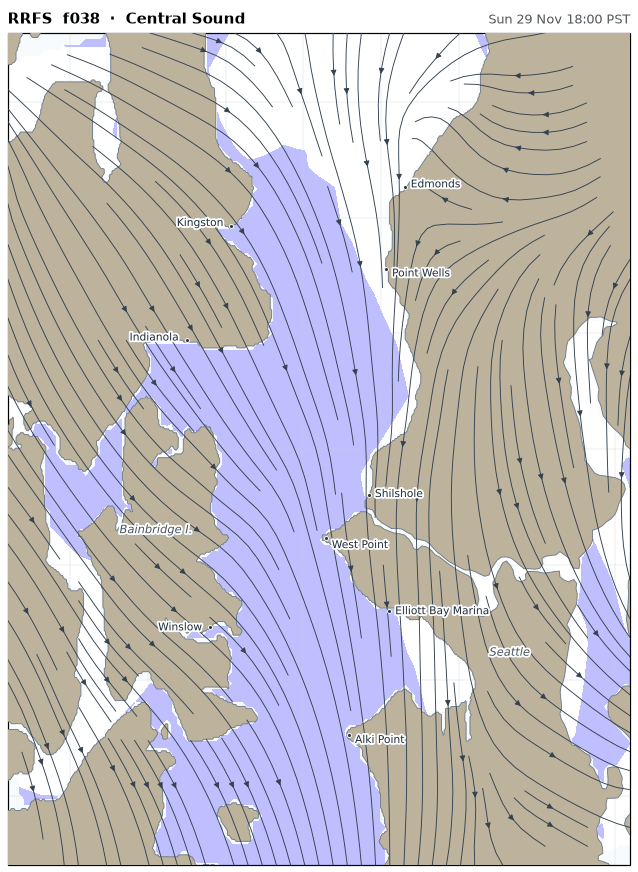 RRFS f038 · Central Sound
Sun 29 Nov 18:00 PST
Edmonds
Kingston
Point Wells
Indianola
Shilshole
Bainbridge I.
West Point
Elliott Bay Marina
Winslow
Seattle
Alki Point